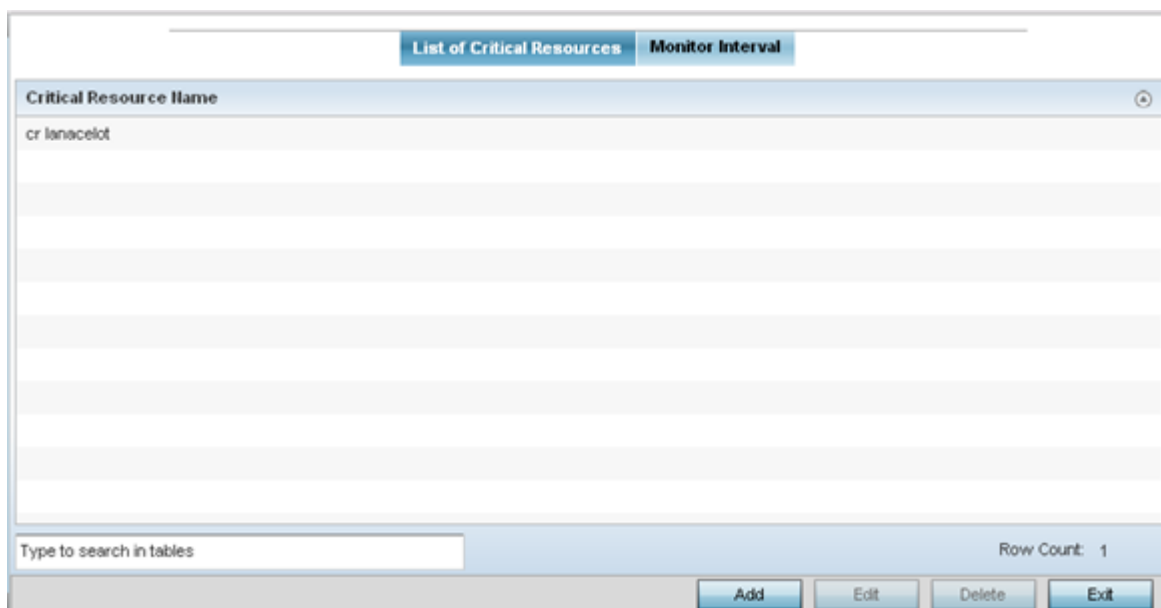 List of Critical Resources Monitor Interval
Critical Resource Name
cr lanacelot
Type to search in tables Row Count: 1
Add Edit Delete Exit